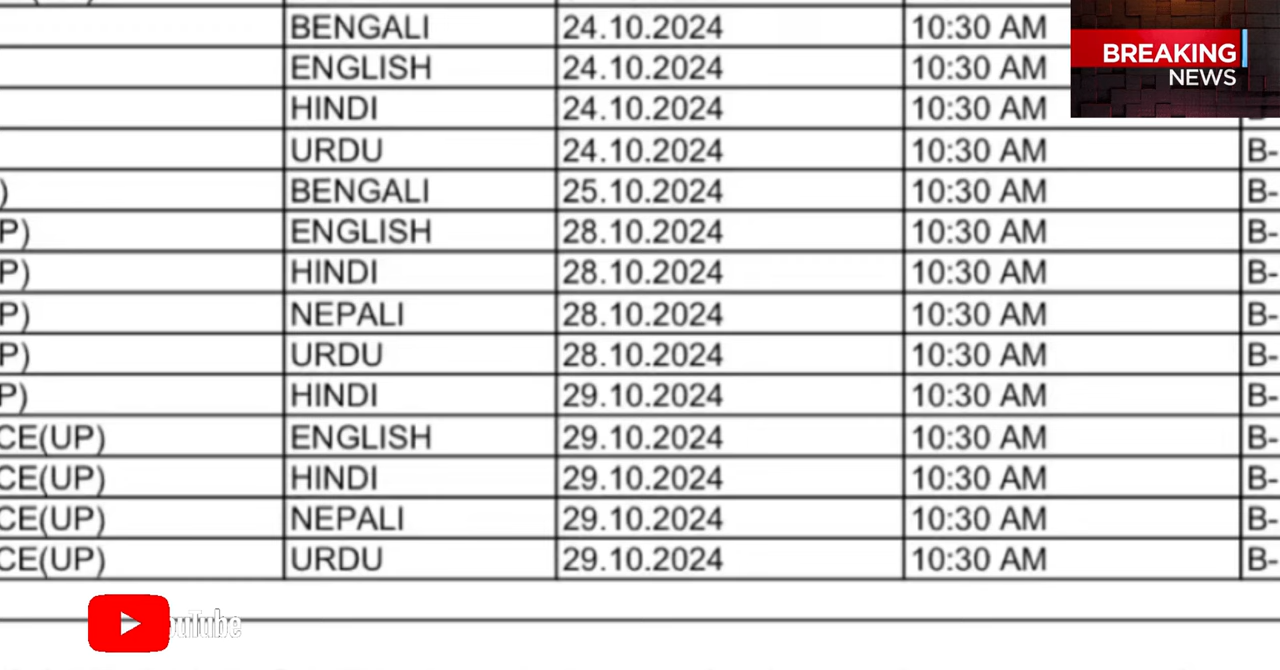 BENGALI 24.10.2024 10:30 AM
ENGLISH 24.10.2024 10:30 AM
HINDI 24.10.2024 10:30 AM
URDU 24.10.2024 10:30 AM B-
) BENGALI 25.10.2024 10:30 AM B-
P) ENGLISH 28.10.2024 10:30 AM B-
P) HINDI 28.10.2024 10:30 AM B-
P) NEPALI 28.10.2024 10:30 AM B-
P) URDU 28.10.2024 10:30 AM B-
P) HINDI 29.10.2024 10:30 AM B-
CE(UP) ENGLISH 29.10.2024 10:30 AM B-
CE(UP) HINDI 29.10.2024 10:30 AM B-
CE(UP) NEPALI 29.10.2024 10:30 AM B-
CE(UP) URDU 29.10.2024 10:30 AM B-
BREAKING
NEWS
uTube